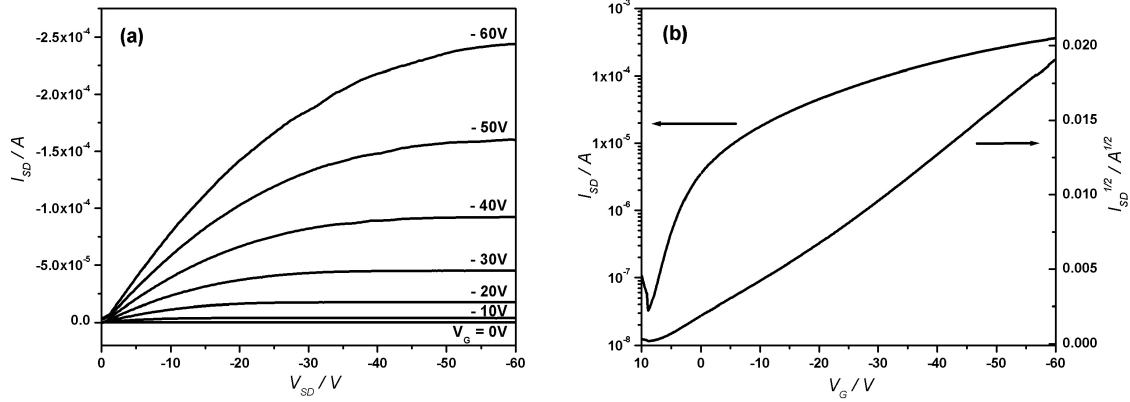 (a)
- 60V
- 50V
- 40V
- 30V
- 20V
- 10V
V_G = 0V
-2.5x10^-4
-2.0x10^-4
-1.5x10^-4
-1.0x10^-4
-5.0x10^-5
0.0
I_SD / A
0 -10 -20 -30 -40 -50 -60
V_SD / V
(b)
10^-3
1x10^-4
1x10^-5
10^-6
10^-7
10^-8
I_SD / A
10 0 -10 -20 -30 -40 -50 -60
V_G / V
0.020
0.015
0.010
0.005
0.000
I_SD^1/2 / A^1/2